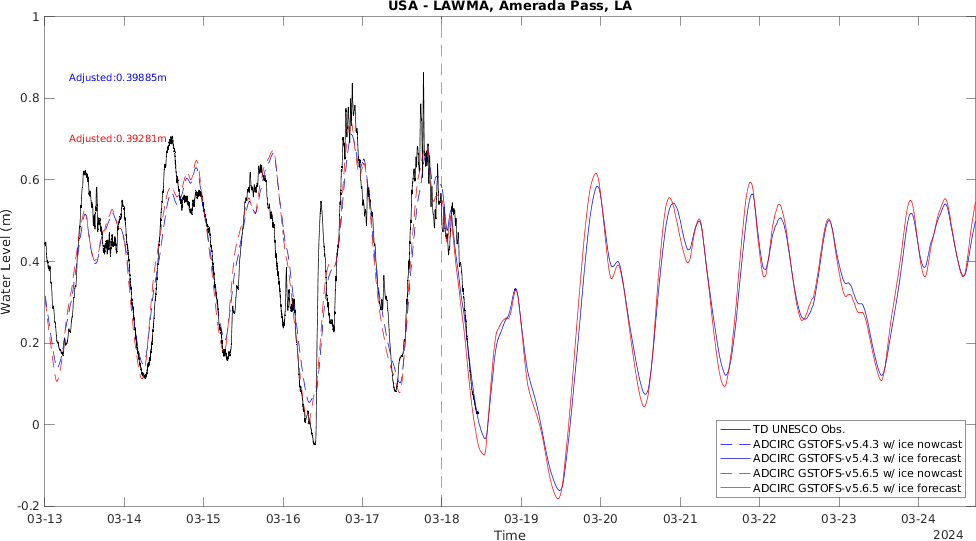 USA - LAWMA, Amerada Pass, LA
1
0.8
0.6
0.4
0.2
0
-0.2
Water Level (m)
Adjusted:0.39885m
Adjusted:0.39281m
TD UNESCO Obs.
ADCIRC GSTOFS-v5.4.3 w/ ice nowcast
ADCIRC GSTOFS-v5.4.3 w/ ice forecast
ADCIRC GSTOFS-v5.6.5 w/ ice nowcast
ADCIRC GSTOFS-v5.6.5 w/ ice forecast
03-13 03-14 03-15 03-16 03-17 03-18 03-19 03-20 03-21 03-22 03-23 03-24
Time
2024